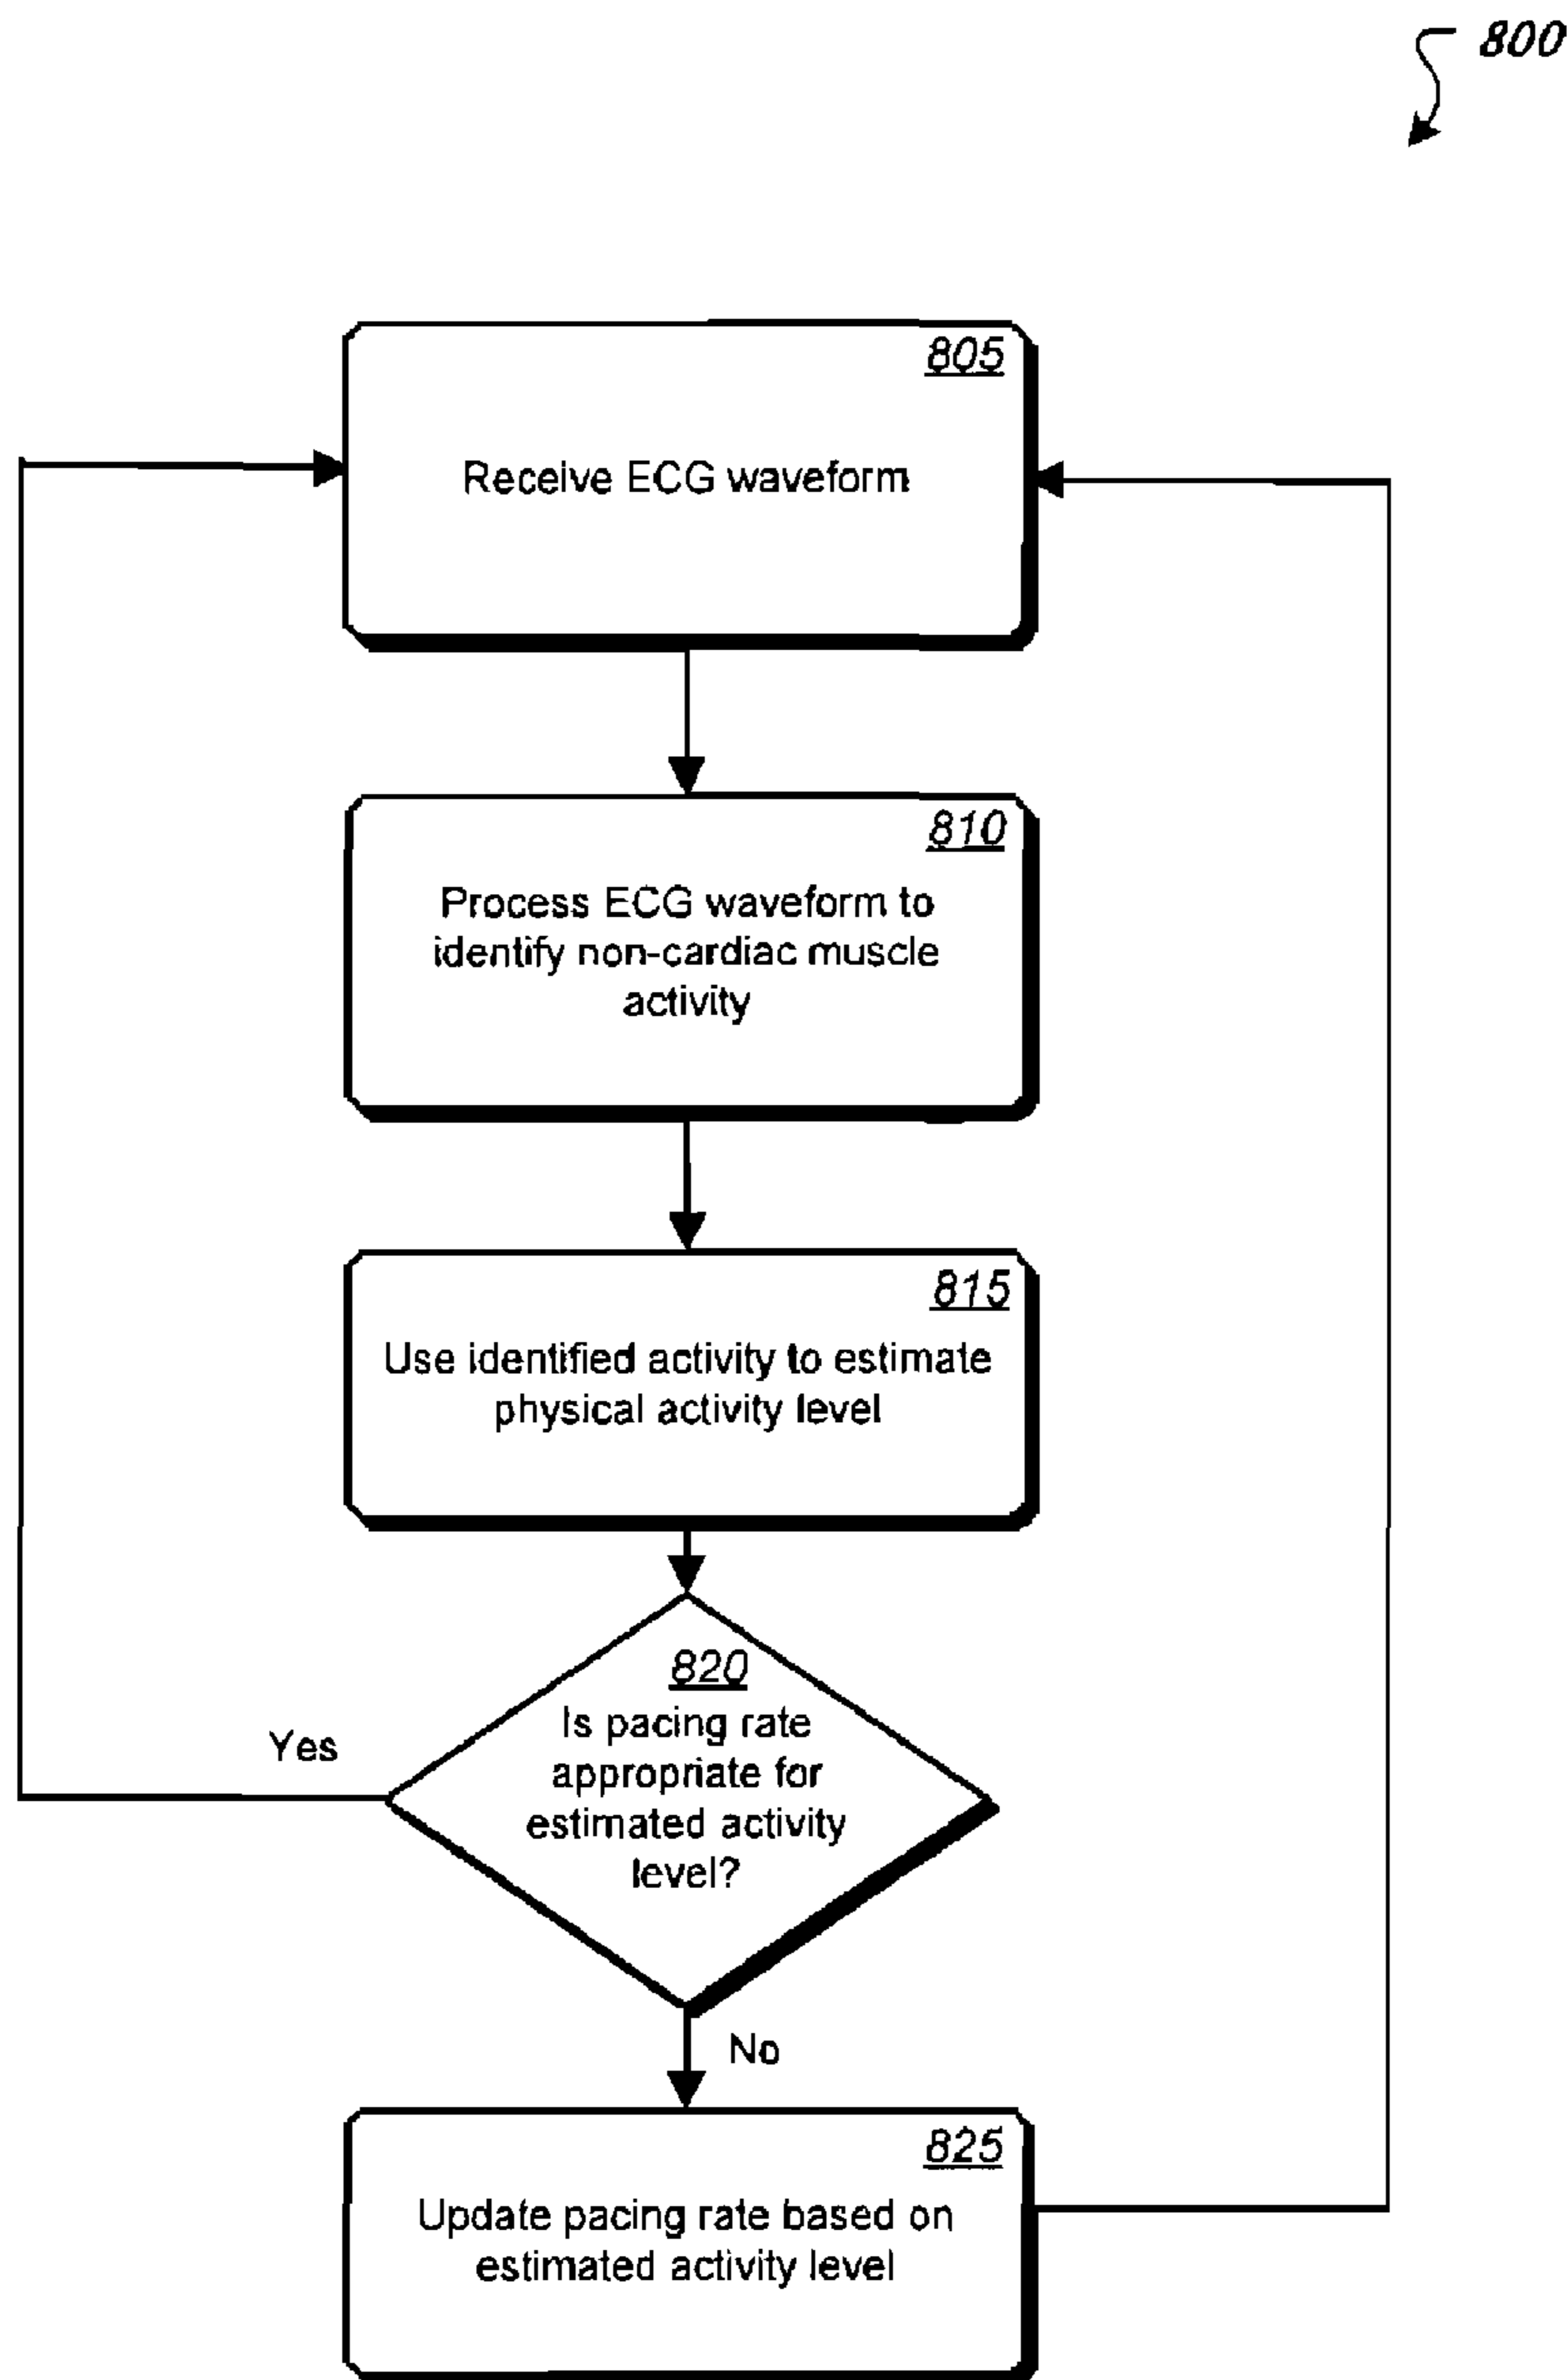 800
805
Receive ECG waveform
810
Process ECG waveform to
identify non-cardiac muscle
activity
815
Use identified activity to estimate
physical activity level
820
Is pacing rate
appropriate for
estimated activity
level?
Yes
No
825
Update pacing rate based on
estimated activity level